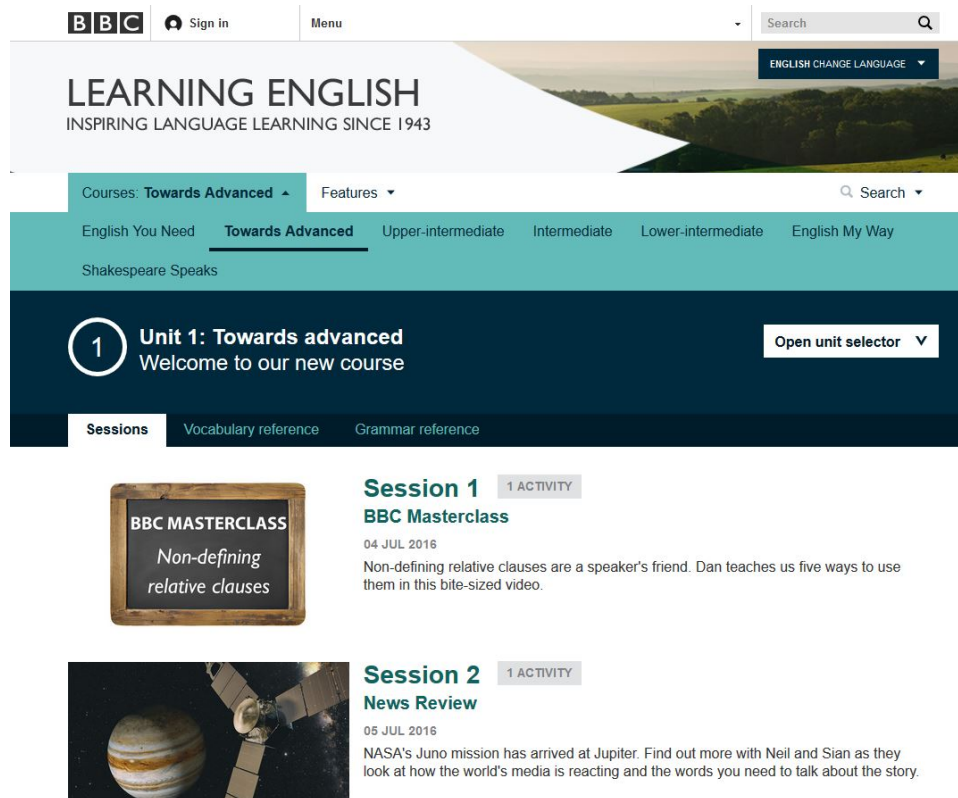 BBC Sign in Menu Search
ENGLISH CHANGE LANGUAGE
LEARNING ENGLISH
INSPIRING LANGUAGE LEARNING SINCE 1943
Courses: Towards Advanced Features Search
English You Need Towards Advanced Upper-intermediate Intermediate Lower-intermediate English My Way
Shakespeare Speaks
1
Unit 1: Towards advanced
Welcome to our new course
Open unit selector
Sessions Vocabulary reference Grammar reference
BBC MASTERCLASS
Non-defining
relative clauses
Session 1 1 ACTIVITY
BBC Masterclass
04 JUL 2016
Non-defining relative clauses are a speaker's friend. Dan teaches us five ways to use
them in this bite-sized video.
Session 2 1 ACTIVITY
News Review
05 JUL 2016
NASA's Juno mission has arrived at Jupiter. Find out more with Neil and Sian as they
look at how the world's media is reacting and the words you need to talk about the story.